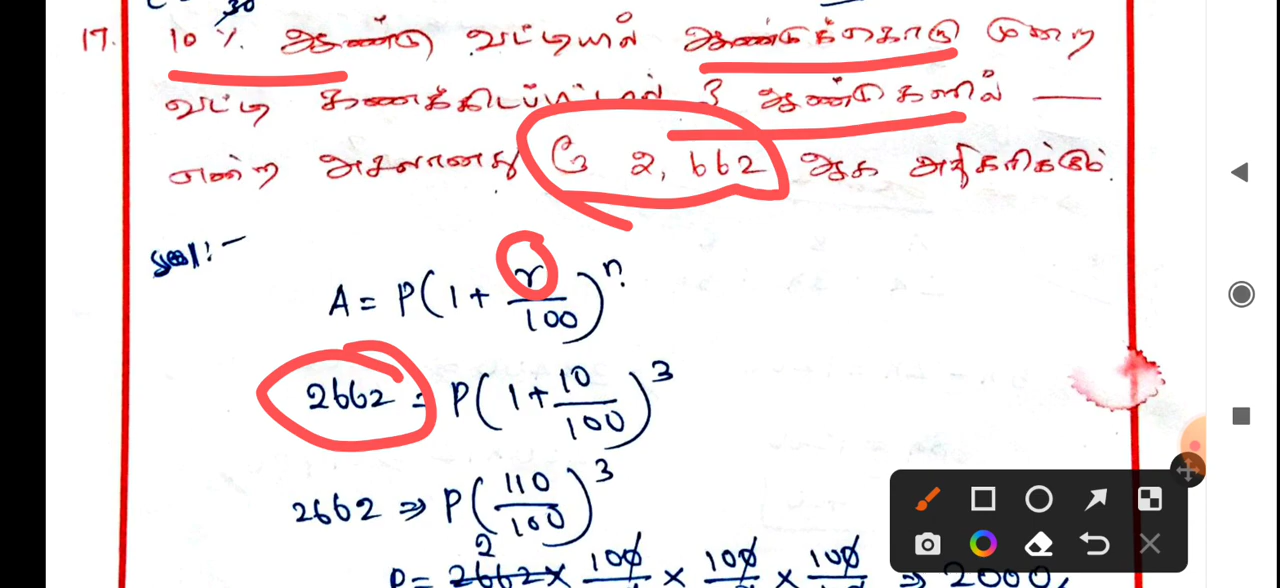 17. 10 % ஆண்டு வட்டியில் ஆண்டுக்கொரு முறை
வட்டி கணக்கிடப்பட்டால் 3 ஆண்டுகளில் —
என்ற அசலானது ₹ 2,662 ஆக அதிகரிக்கும்.
A = P(1 + r/100)^n
2662 = P(1 + 10/100)^3
2662 ⇒ P(110/100)^3